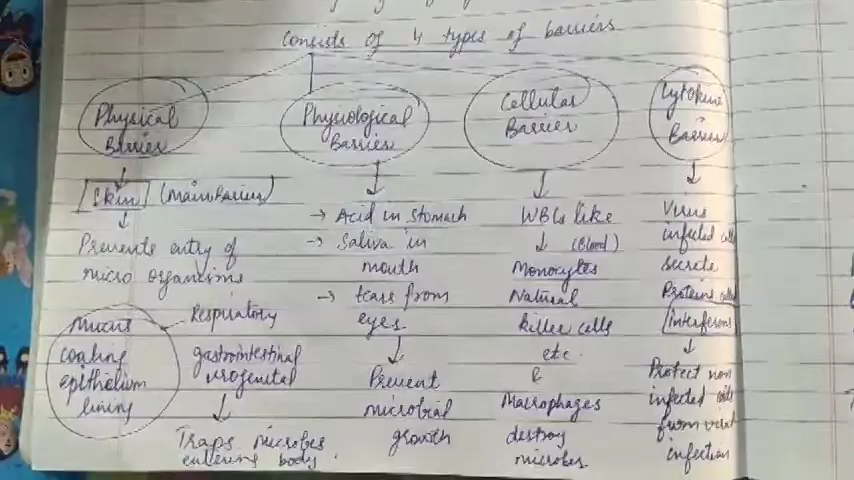 Consists of 4 types of barriers
Physical
Barrier
Skin (Main Barrier)
Prevents entry of
micro organisms
Mucus
coating
epithelium
lining
Respiratory
gastrointestinal
urogenital
Traps microbes
entering body.
Physiological
Barrier
→ Acid in stomach
→ Saliva in
mouth
→ tears from
eyes
Prevent
microbial
growth
Cellular
Barrier
WBCs like
(Blood)
Monocytes
Natural
killer cells
etc.
&
Macrophages
destroy
microbes
Cytokine
Barrier
Virus
infected cells
secrete
Proteins called
interferons
Protect non
infected cells
from viral
infection